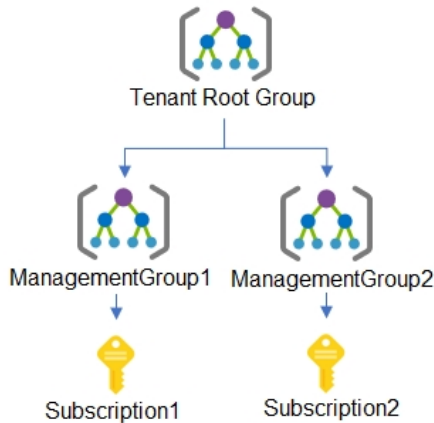 Tenant Root Group
ManagementGroup1
ManagementGroup2
Subscription1
Subscription2